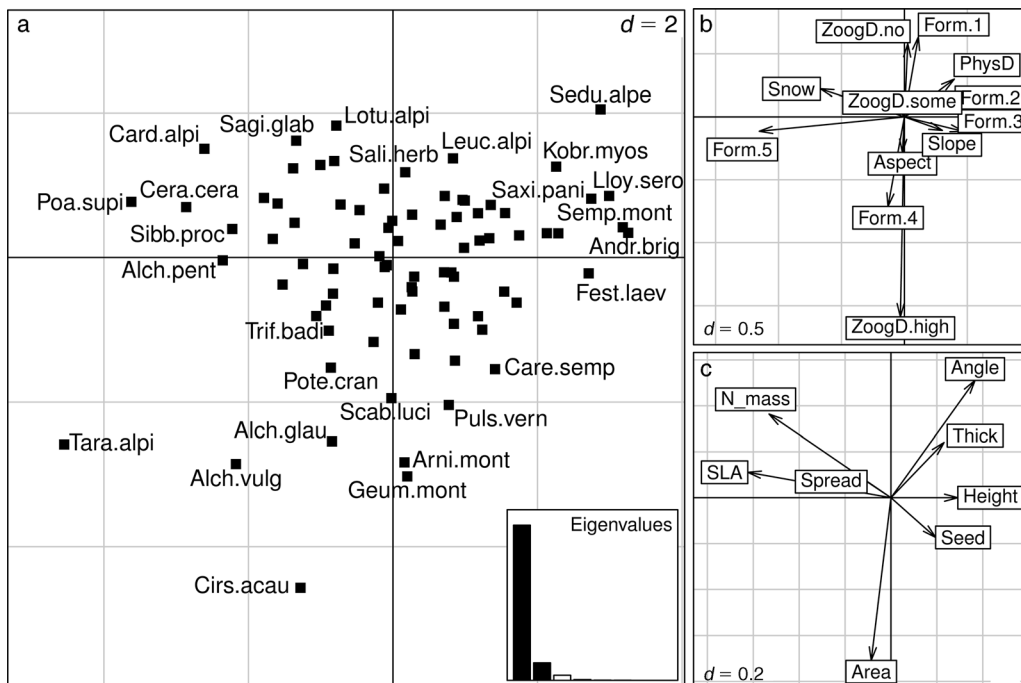 a
d = 2
Sedu.alpe
Lotu.alpi
Sagi.glab
Card.alpi
Sali.herb
Leuc.alpi
Kobr.myos
Cera.cera
Saxi.pani
Lloy.sero
Poa.supi
Semp.mont
Sibb.proc
Andr.brig
Alch.pent
Fest.laev
Trif.badi
Care.semp
Pote.cran
Scab.luci
Puls.vern
Alch.glau
Tara.alpi
Arni.mont
Alch.vulg
Geum.mont
Cirs.acau
Eigenvalues
b
ZoogD.no
Form.1
PhysD
Snow
ZoogD.some
Form.2
Form.3
Slope
Form.5
Aspect
Form.4
ZoogD.high
d = 0.5
c
Angle
N_mass
Thick
SLA
Spread
Height
Seed
Area
d = 0.2